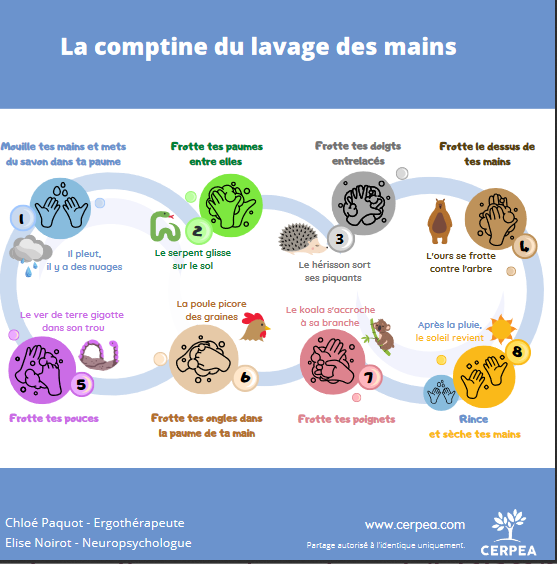 La comptine du lavage des mains
Mouille tes mains et mets
du savon dans ta paume
1
Il pleut,
il y a des nuages
Frotte tes paumes
entre elles
2
Le serpent glisse
sur le sol
Frotte tes doigts
entrelacés
3
Le hérisson sort
ses piquants
Frotte le dessus de
tes mains
4
L'ours se frotte
contre l'arbre
Le ver de terre gigotte
dans son trou
5
Frotte tes pouces
La poule picore
des graines
6
Frotte tes ongles dans
la paume de ta main
Le koala s'accroche
à sa branche
7
Frotte tes poignets
Après la pluie,
le soleil revient
8
Rince
et sèche tes mains
Chloé Paquot - Ergothérapeute
Elise Noirot - Neuropsychologue
www.cerpea.com
Partage autorisé à l'identique uniquement.
CERPEA